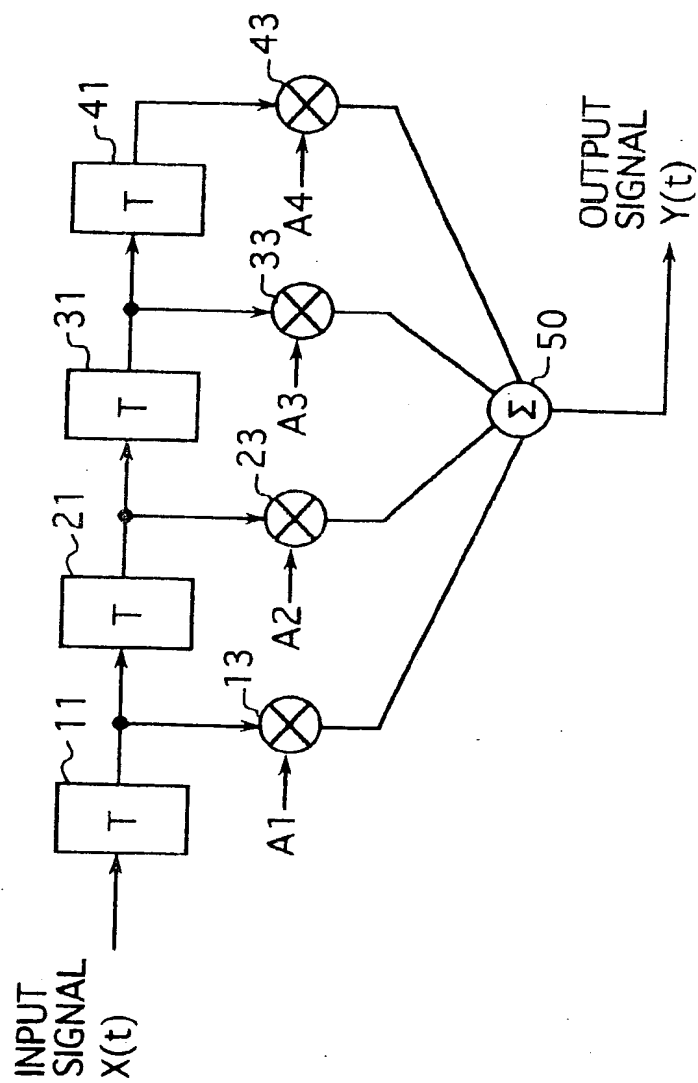 INPUT
SIGNAL
X(t)
11
T
21
T
31
T
41
T
A1
13
A2
23
A3
33
A4
43
Σ
50
OUTPUT
SIGNAL
Y(t)